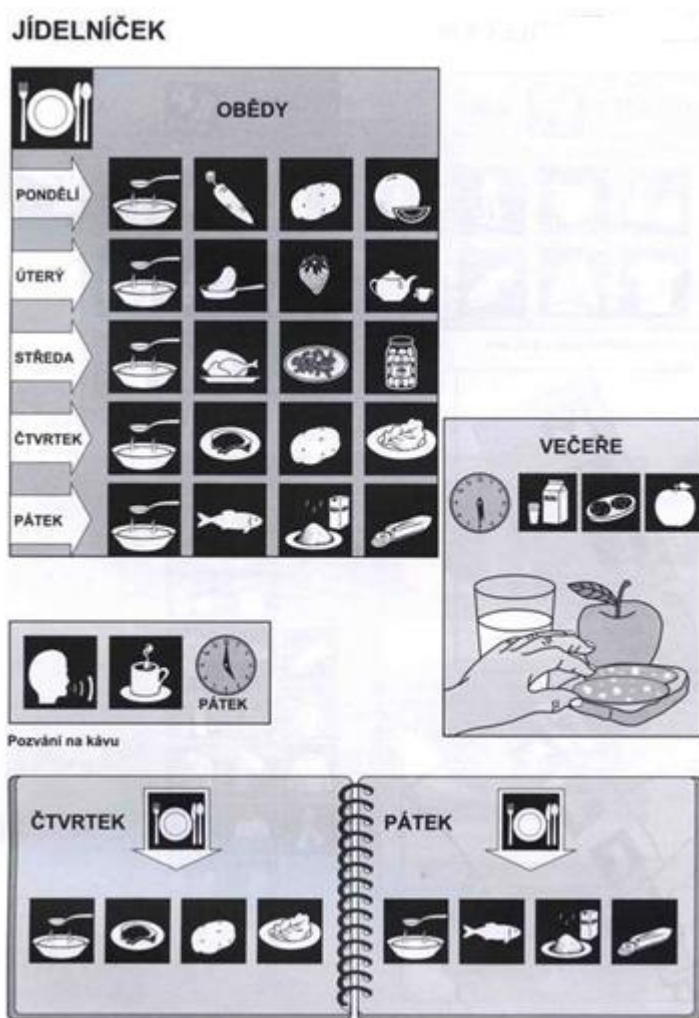 JÍDELNÍČEK
OBĚDY
PONDĚLÍ
ÚTERÝ
STŘEDA
ČTVRTEK
PÁTEK
VEČEŘE
PÁTEK
Pozvání na kávu
ČTVRTEK
PÁTEK